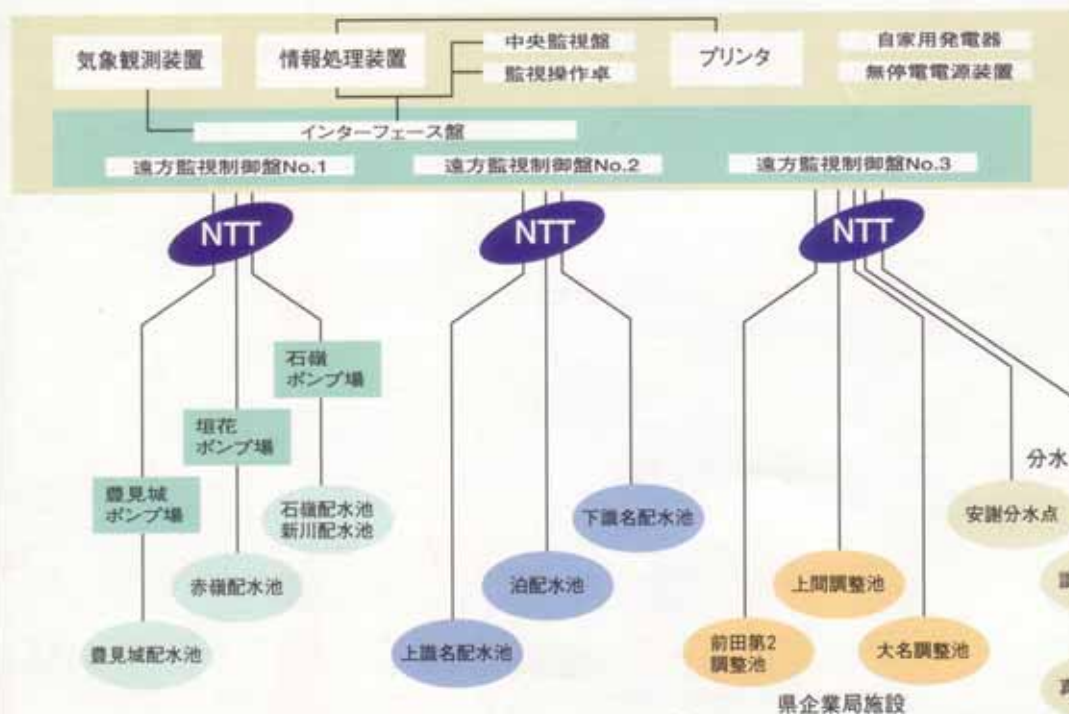 気象観測装置
情報処理装置
中央監視盤
監視操作卓
プリンタ
自家用発電器
無停電電源装置
インターフェース盤
遠方監視制御盤No.1
遠方監視制御盤No.2
遠方監視制御盤No.3
NTT
NTT
NTT
石嶺
ポンプ場
垣花
ポンプ場
豊見城
ポンプ場
石嶺配水池
新川配水池
赤嶺配水池
豊見城配水池
下識名配水池
泊配水池
上識名配水池
分水
安謝分水点
上間調整池
前田第2
調整池
大名調整池
県企業局施設